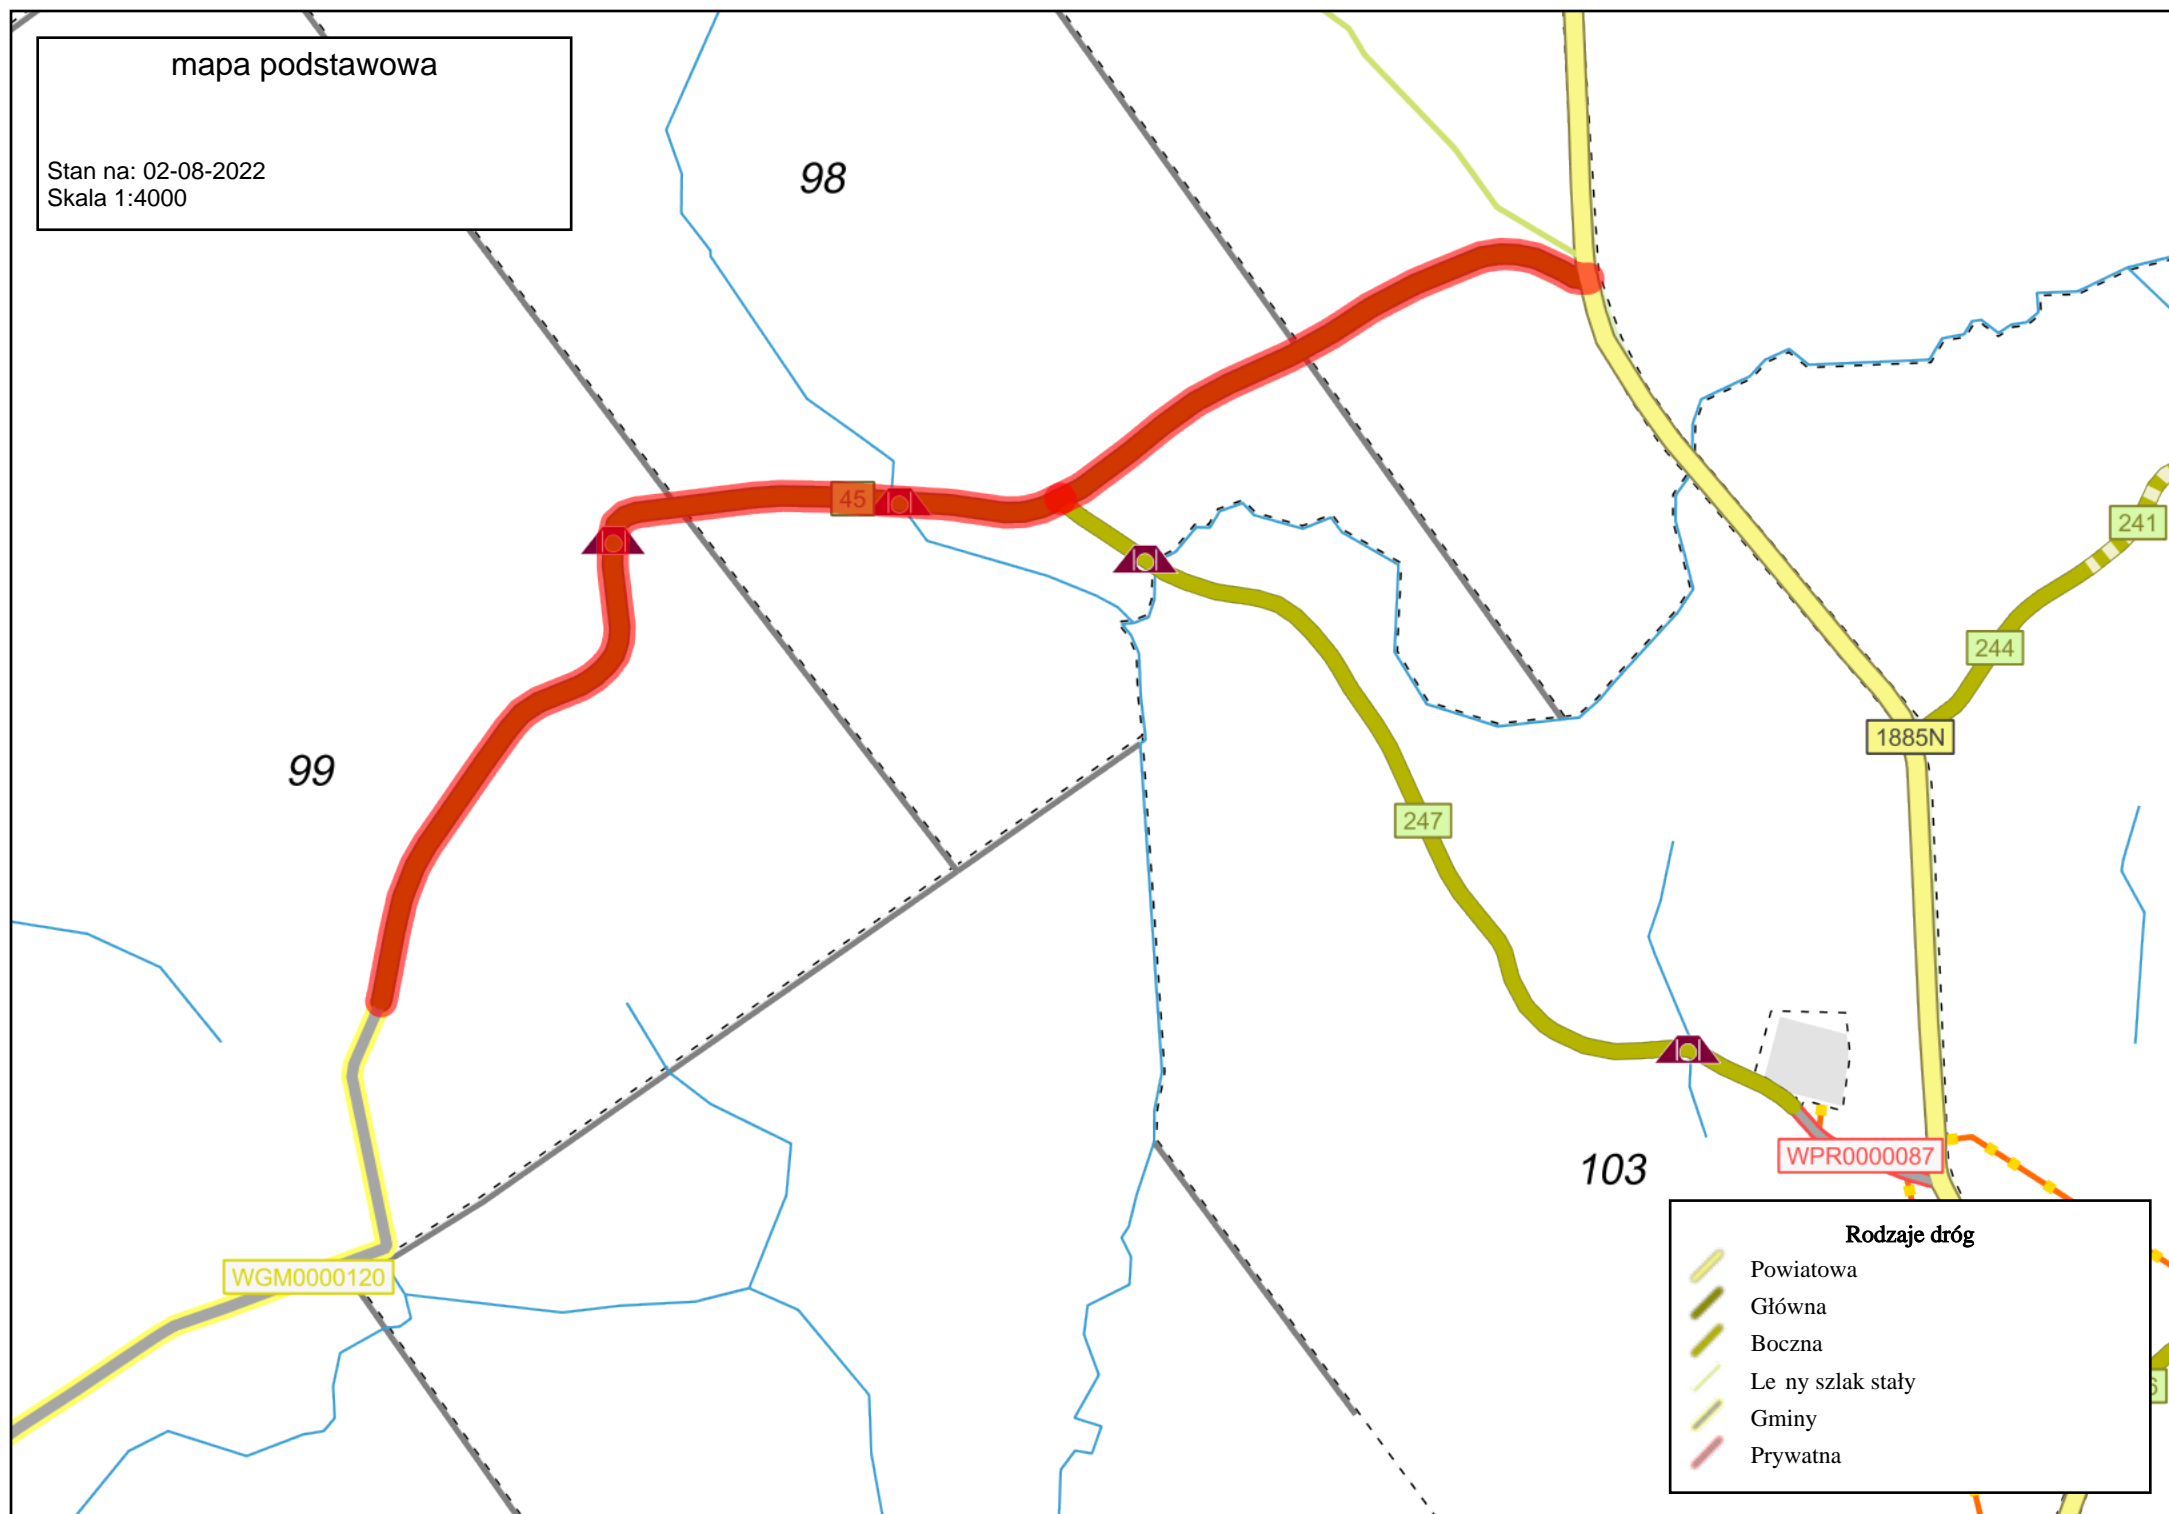 mapa podstawowa
Stan na: 02-08-2022
Skala 1:4000
98
45
241
244
1885N
99
247
103
WPR0000087
WGM0000120
Rodzaje dróg
Powiatowa
Główna
Boczna
Le ny szlak stały
Gminy
Prywatna
6